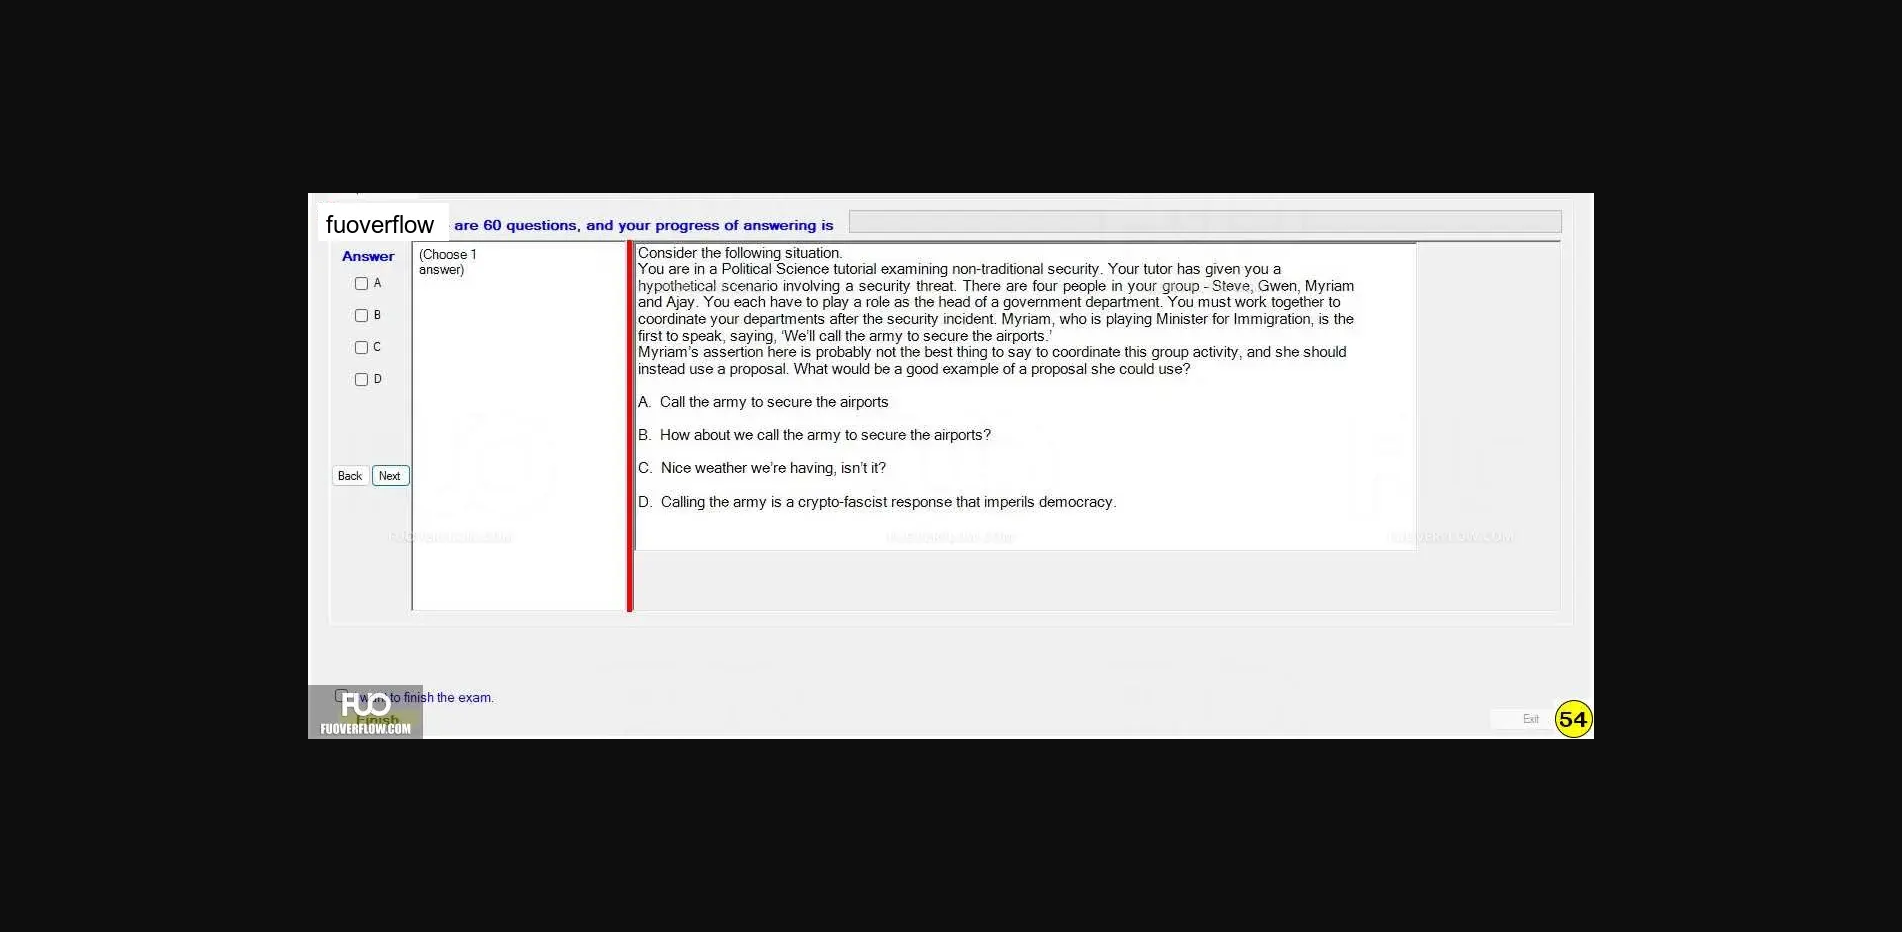 fuoverflow are 60 questions, and your progress of answering is
Answer
(Choose 1
answer)
A
B
C
D
Back Next
Consider the following situation.
You are in a Political Science tutorial examining non-traditional security. Your tutor has given you a
hypothetical scenario involving a security threat. There are four people in your group - Steve, Gwen, Myriam
and Ajay. You each have to play a role as the head of a government department. You must work together to
coordinate your departments after the security incident. Myriam, who is playing Minister for Immigration, is the
first to speak, saying, ‘We’ll call the army to secure the airports.’
Myriam’s assertion here is probably not the best thing to say to coordinate this group activity, and she should
instead use a proposal. What would be a good example of a proposal she could use?
A. Call the army to secure the airports
B. How about we call the army to secure the airports?
C. Nice weather we’re having, isn’t it?
D. Calling the army is a crypto-fascist response that imperils democracy.
FUOVERFLOW.COM FUOVERFLOW.COM FUOVERFLOW.COM
I want to finish the exam.
FUO
Finish
FUOVERFLOW.COM
Exit 54